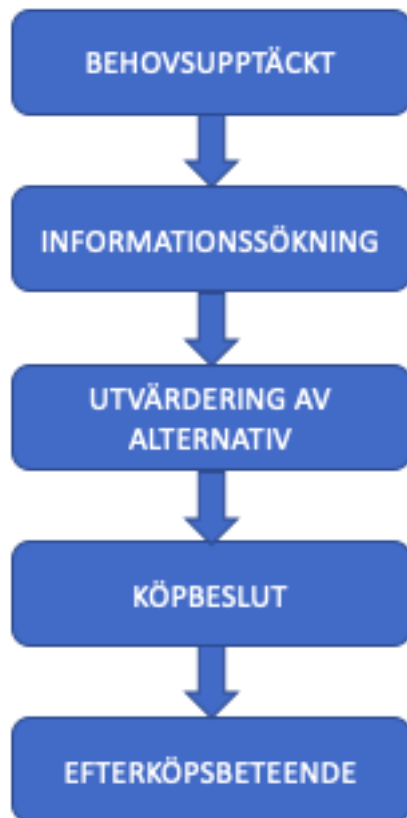 BEHOVSUPPTÄCKT
INFORMATIONSSÖKNING
UTVÄRDERING AV
ALTERNATIV
KÖPBESLUT
EFTERKÖPSBETEENDE